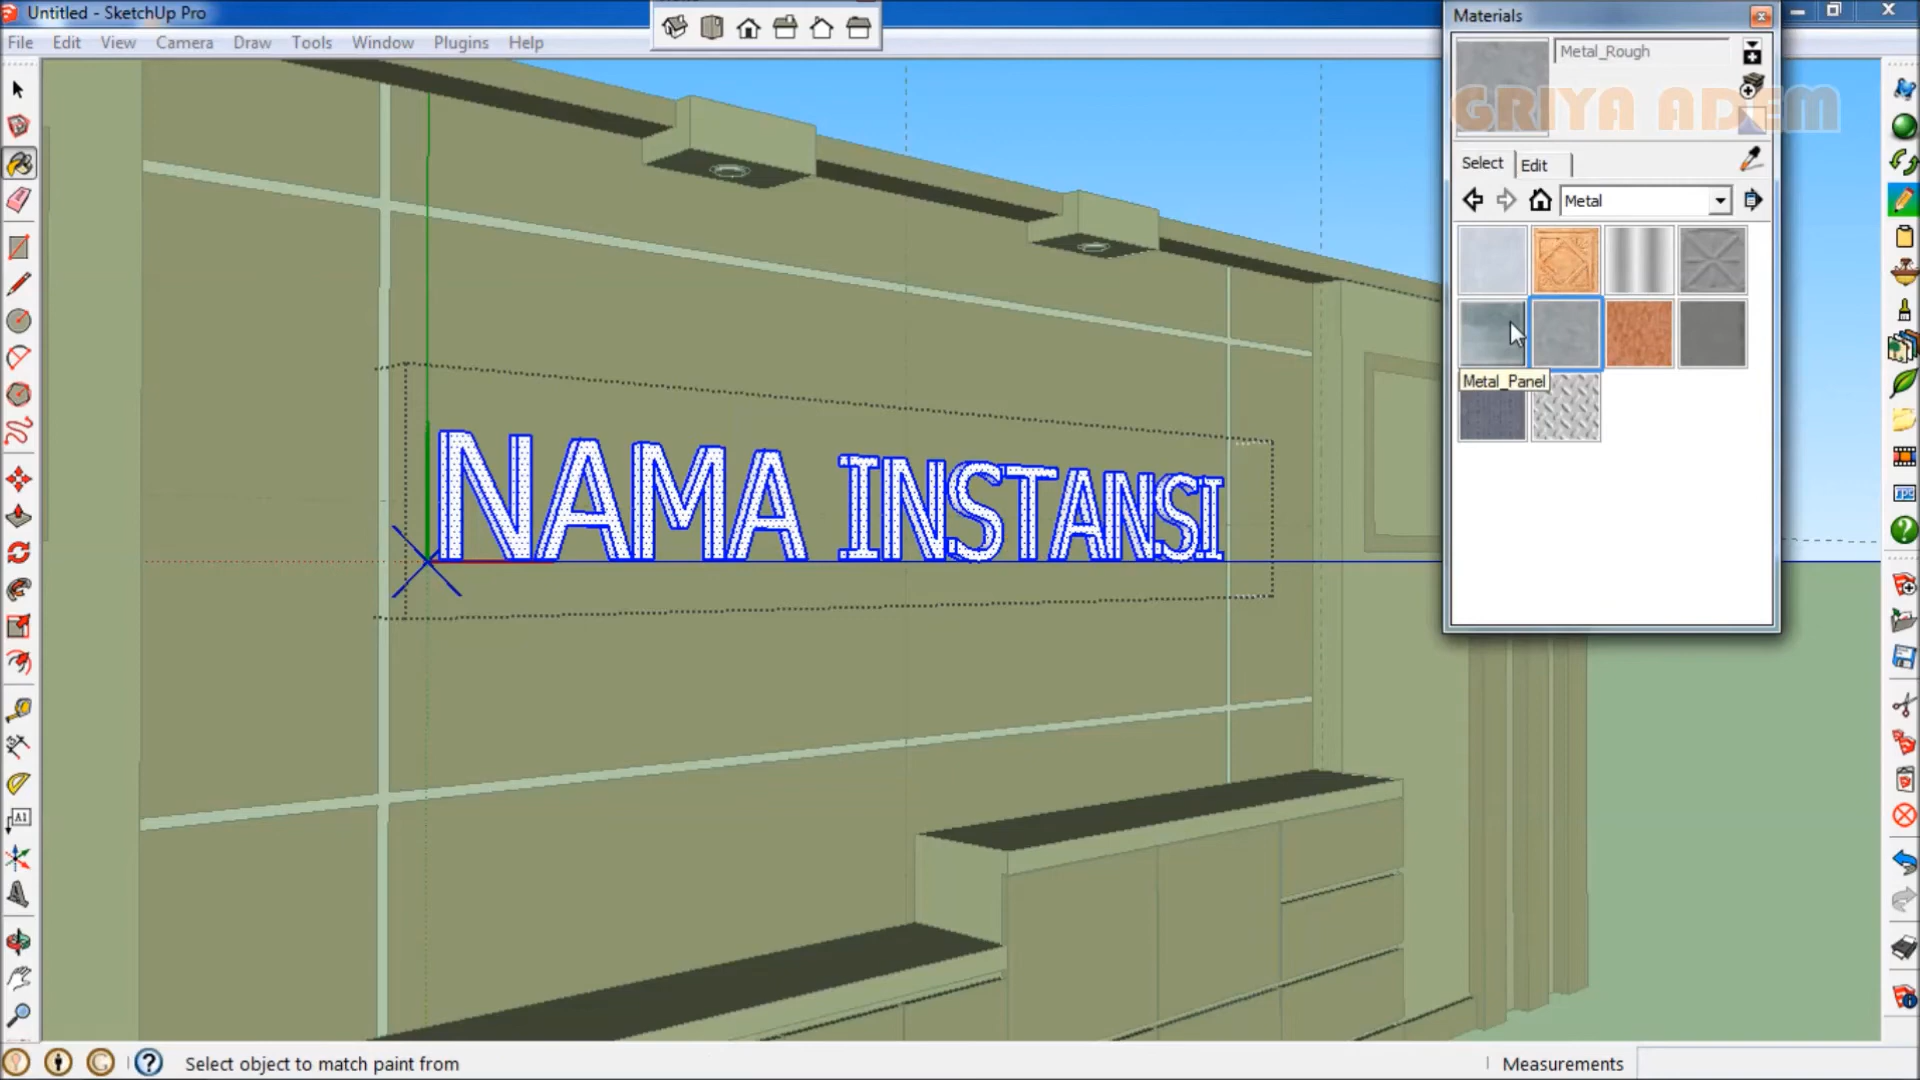 Untitled - SketchUp Pro
File Edit View Camera Draw Tools Window Plugins Help
Materials
Metal_Rough
GRIYA ADEM
Select Edit
Metal
Metal_Panel
NAMA INSTANSI
Select object to match paint from
Measurements